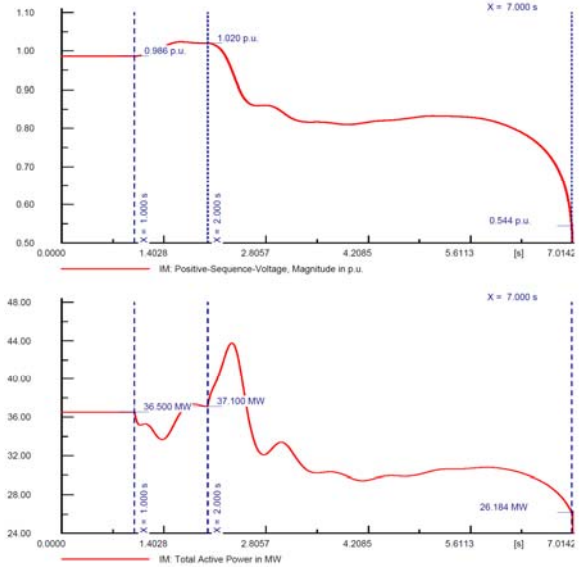 X = 7.000 s
1.10
1.00
0.90
0.80
0.70
0.60
0.50
0.986 p.u.
1.020 p.u.
0.544 p.u.
X = 1.000 s
X = 2.000 s
0.0000 1.4028 2.8057 4.2085 5.6113 [s] 7.0142
IM: Positive-Sequence-Voltage, Magnitude in p.u.
X = 7.000 s
48.00
44.00
40.00
36.00
32.00
28.00
24.00
36.500 MW
37.100 MW
26.184 MW
X = 1.000 s
X = 2.000 s
0.0000 1.4028 2.8057 4.2085 5.6113 [s] 7.0142
IM: Total Active Power in MW